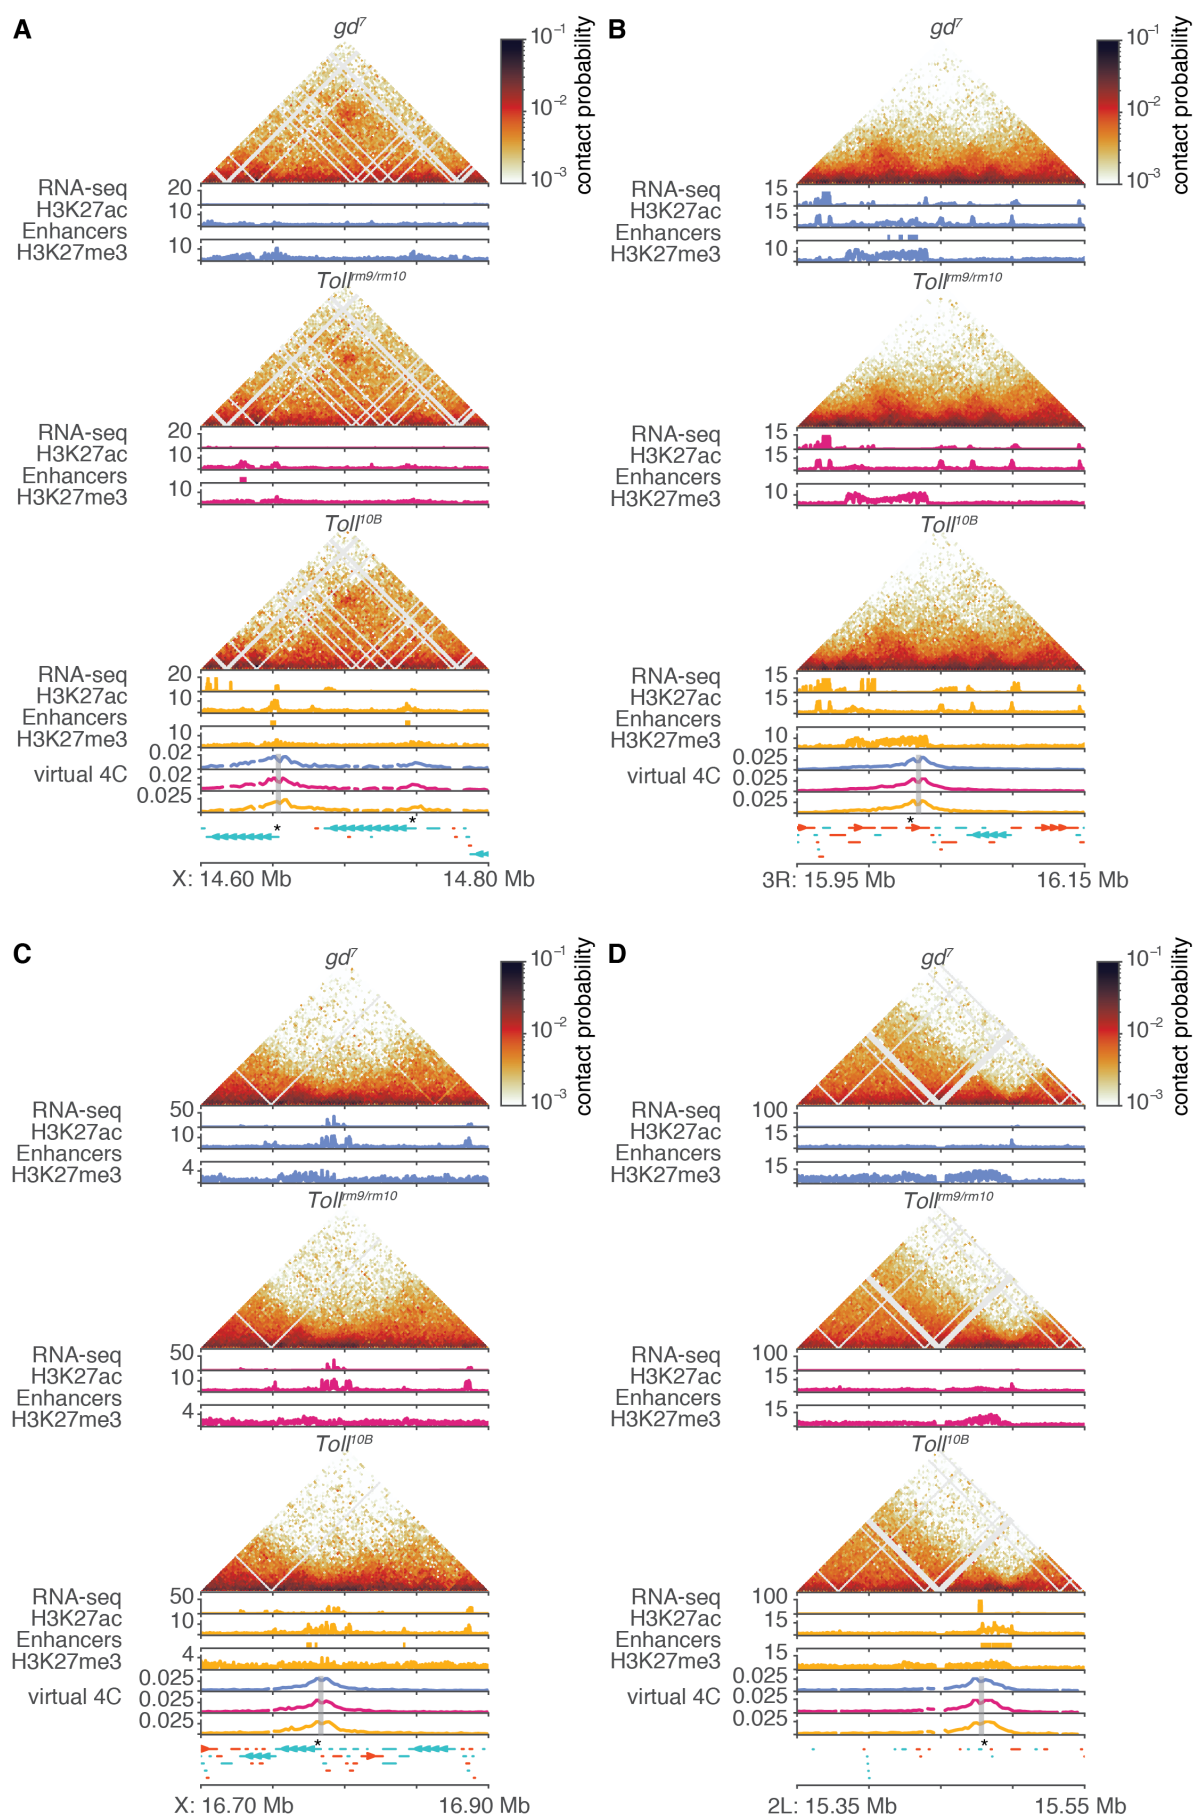 A
gd7
10−1
10−2
10−3
contact probability
RNA-seq
20
H3K27ac
10
Enhancers
H3K27me3
10
Tollrm9/rm10
RNA-seq
20
H3K27ac
10
Enhancers
H3K27me3
10
Toll10B
RNA-seq
20
H3K27ac
10
Enhancers
H3K27me3
10
virtual 4C
0.02
0.02
0.025
*
*
X: 14.60 Mb
14.80 Mb
B
gd7
10−1
10−2
10−3
contact probability
RNA-seq
15
H3K27ac
15
Enhancers
H3K27me3
10
Tollrm9/rm10
RNA-seq
15
H3K27ac
15
Enhancers
H3K27me3
10
Toll10B
RNA-seq
15
H3K27ac
15
Enhancers
H3K27me3
10
virtual 4C
0.025
0.025
0.025
*
3R: 15.95 Mb
16.15 Mb
C
gd7
10−1
10−2
10−3
contact probability
RNA-seq
50
H3K27ac
10
Enhancers
H3K27me3
4
Tollrm9/rm10
RNA-seq
50
H3K27ac
10
Enhancers
H3K27me3
4
Toll10B
RNA-seq
50
H3K27ac
10
Enhancers
H3K27me3
4
virtual 4C
0.025
0.025
0.025
*
X: 16.70 Mb
16.90 Mb
D
gd7
10−1
10−2
10−3
contact probability
RNA-seq
100
H3K27ac
15
Enhancers
H3K27me3
15
Tollrm9/rm10
RNA-seq
100
H3K27ac
15
Enhancers
H3K27me3
15
Toll10B
RNA-seq
100
H3K27ac
15
Enhancers
H3K27me3
15
virtual 4C
0.025
0.025
0.025
*
2L: 15.35 Mb
15.55 Mb